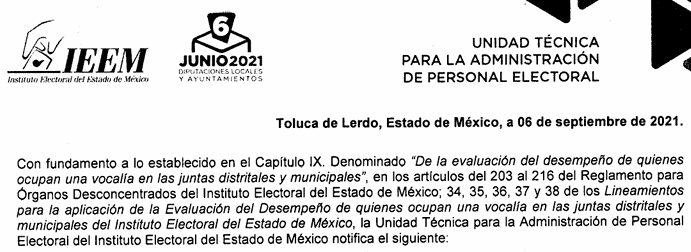 IEEM
Instituto Electoral del Estado de México
6
JUNIO2021
DIPUTACIONES LOCALES
Y AYUNTAMIENTOS
UNIDAD TÉCNICA
PARA LA ADMINISTRACIÓN
DE PERSONAL ELECTORAL
Toluca de Lerdo, Estado de México, a 06 de septiembre de 2021.
Con fundamento a lo establecido en el Capítulo IX. Denominado "De la evaluación del desempeño de quienes
ocupan una vocalía en las juntas distritales y municipales", en los artículos del 203 al 216 del Reglamento para
Órganos Desconcentrados del Instituto Electoral del Estado de México; 34, 35, 36, 37 y 38 de los Lineamientos
para la aplicación de la Evaluación del Desempeño de quienes ocupan una vocalía en las juntas distritales y
municipales del Instituto Electoral del Estado de México, la Unidad Técnica para la Administración de Personal
Electoral del Instituto Electoral del Estado de México notifica el siguiente: